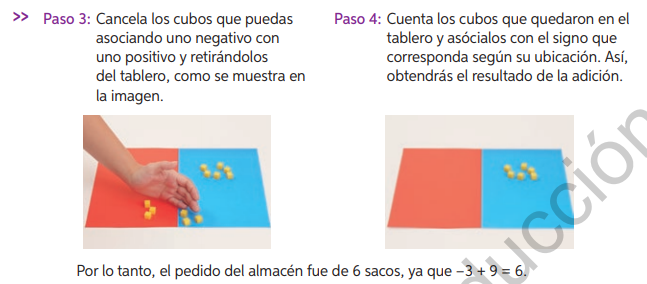 >> Paso 3: Cancela los cubos que puedas
asociando uno negativo con
uno positivo y retirándolos
del tablero, como se muestra en
la imagen.
Paso 4: Cuenta los cubos que quedaron en el
tablero y asócialos con el signo que
corresponda según su ubicación. Así,
obtendrás el resultado de la adición.
Por lo tanto, el pedido del almacén fue de 6 sacos, ya que −3 + 9 = 6.